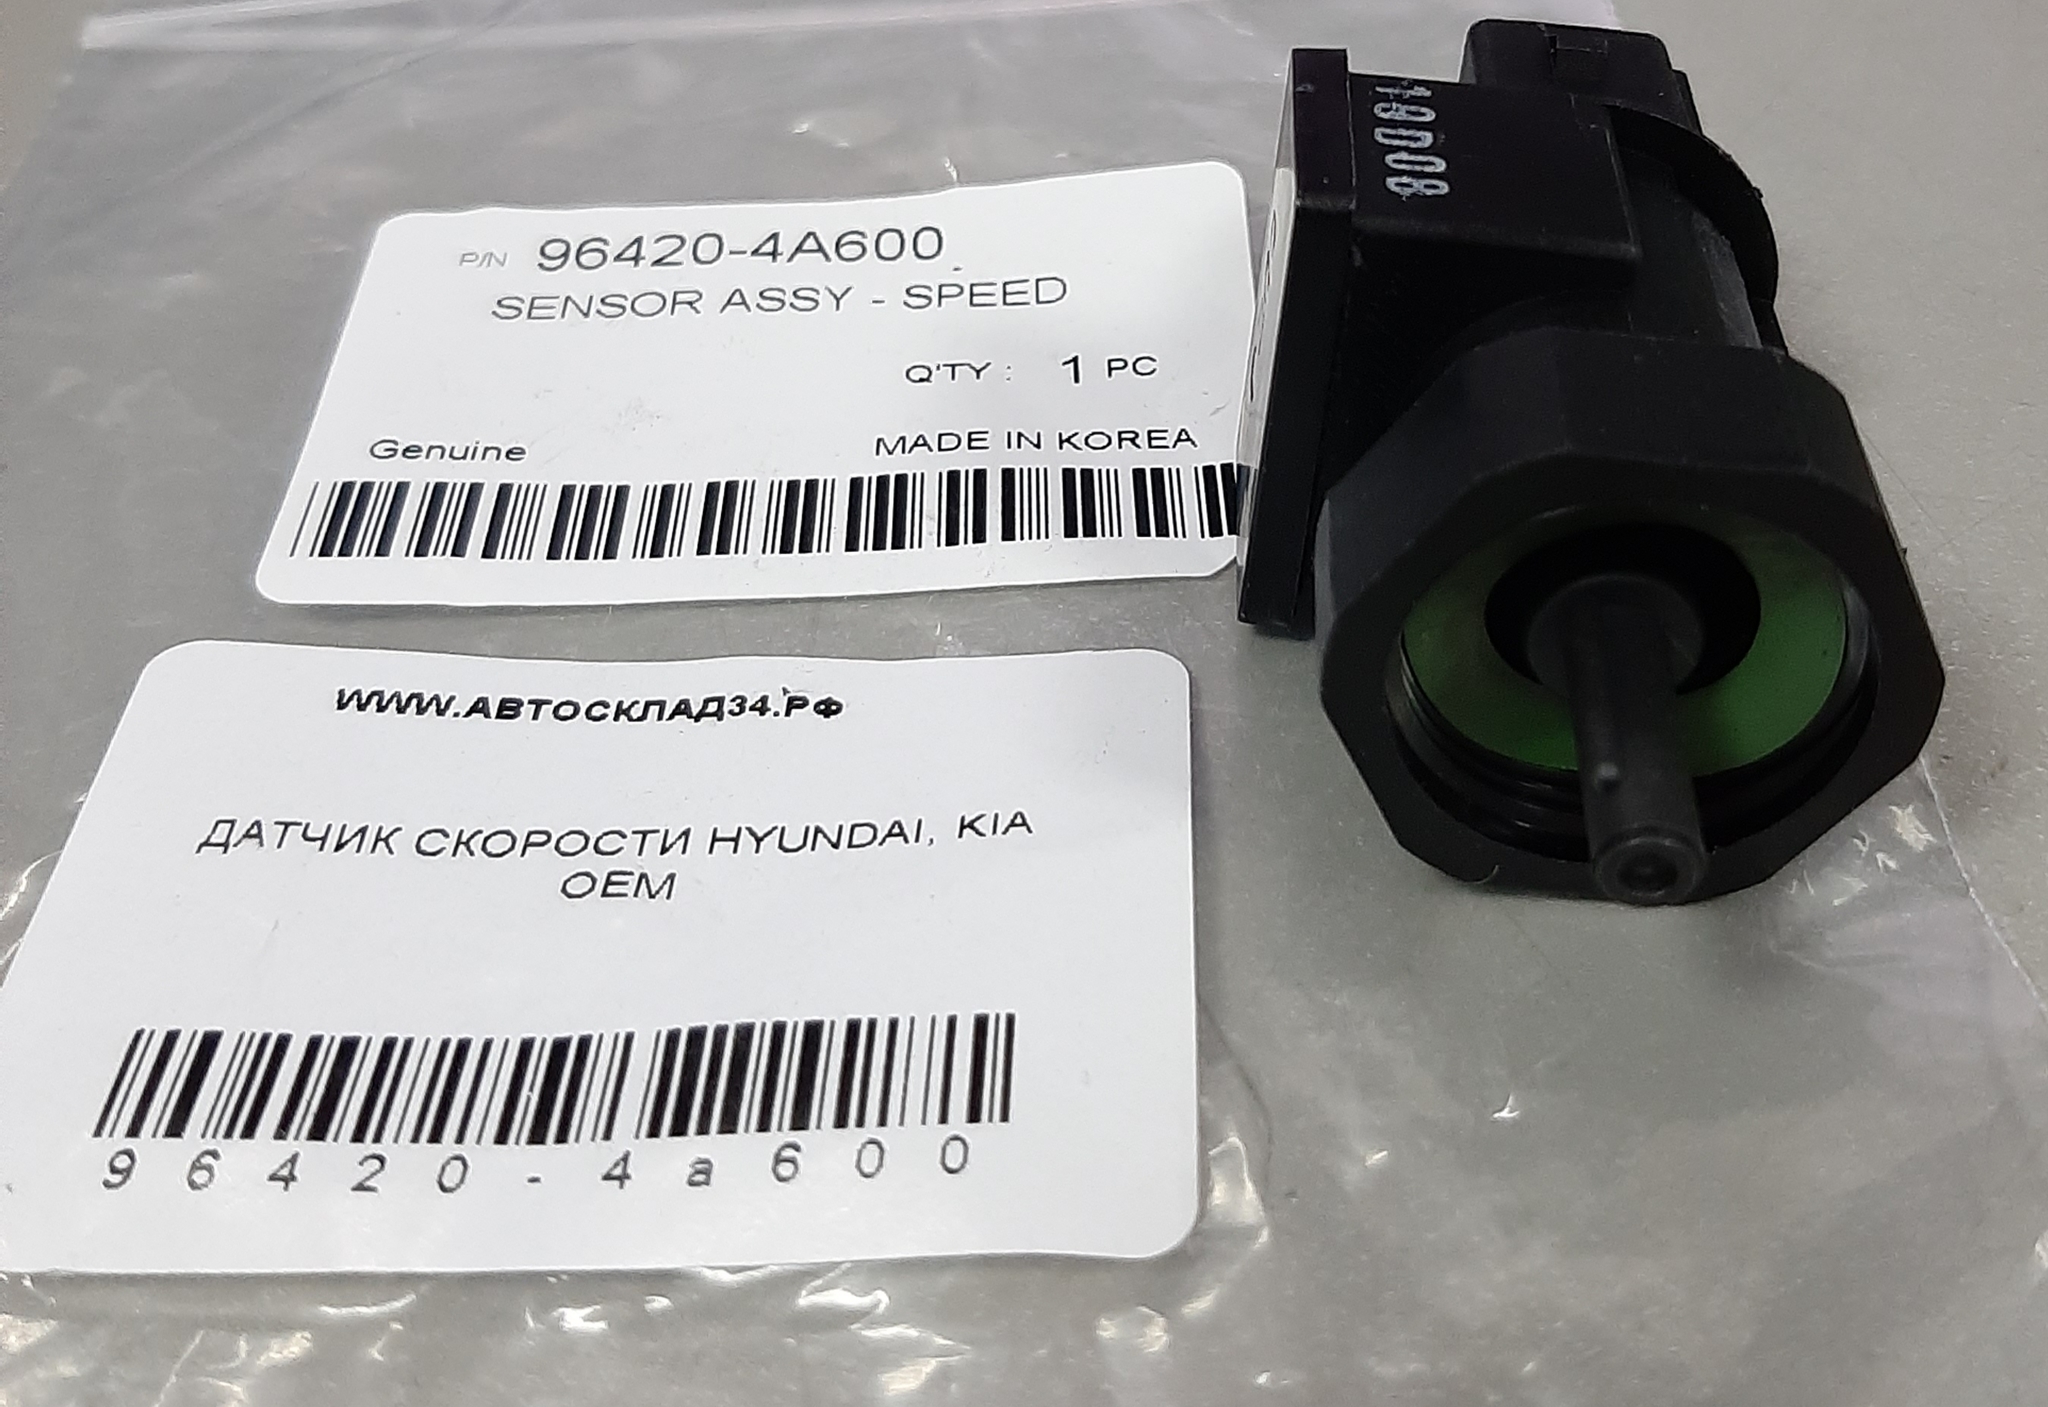 P/N 96420-4A600
SENSOR ASSY - SPEED
Q'TY : 1 PC
Genuine MADE IN KOREA
WWW.АВТОСКЛАД34.РФ
ДАТЧИК СКОРОСТИ HYUNDAI, KIA
OEM
96420-4a600